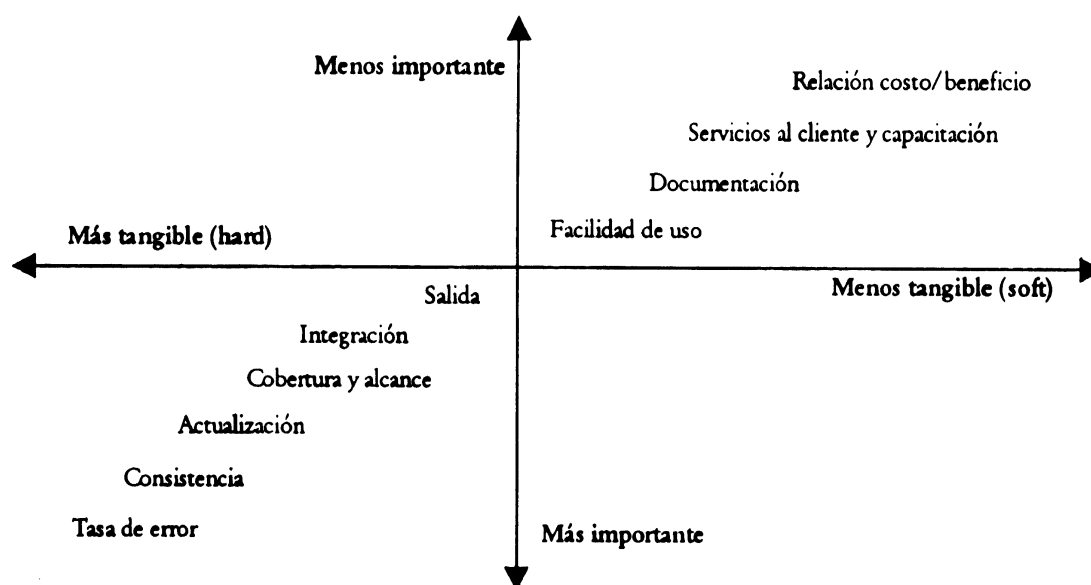 Menos importante
Relación costo/beneficio
Servicios al cliente y capacitación
Documentación
Facilidad de uso
Más tangible (hard)
Menos tangible (soft)
Salida
Integración
Cobertura y alcance
Actualización
Consistencia
Tasa de error
Más importante